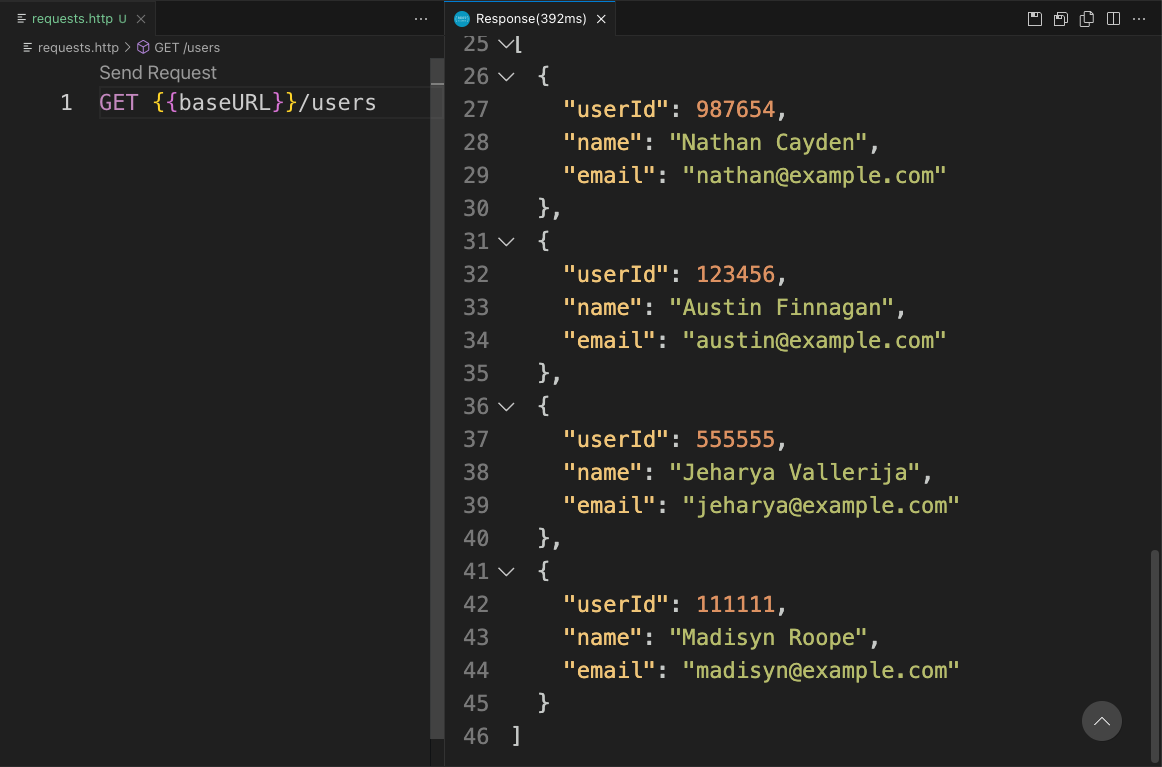 requests.http U
requests.http > GET /users
Send Request
1 GET {{baseURL}}/users
Response(392ms)
25 [
26 {
27 "userId": 987654,
28 "name": "Nathan Cayden",
29 "email": "nathan@example.com"
30 },
31 {
32 "userId": 123456,
33 "name": "Austin Finnagan",
34 "email": "austin@example.com"
35 },
36 {
37 "userId": 555555,
38 "name": "Jeharya Vallerija",
39 "email": "jeharya@example.com"
40 },
41 {
42 "userId": 111111,
43 "name": "Madisyn Roope",
44 "email": "madisyn@example.com"
45 }
46 ]